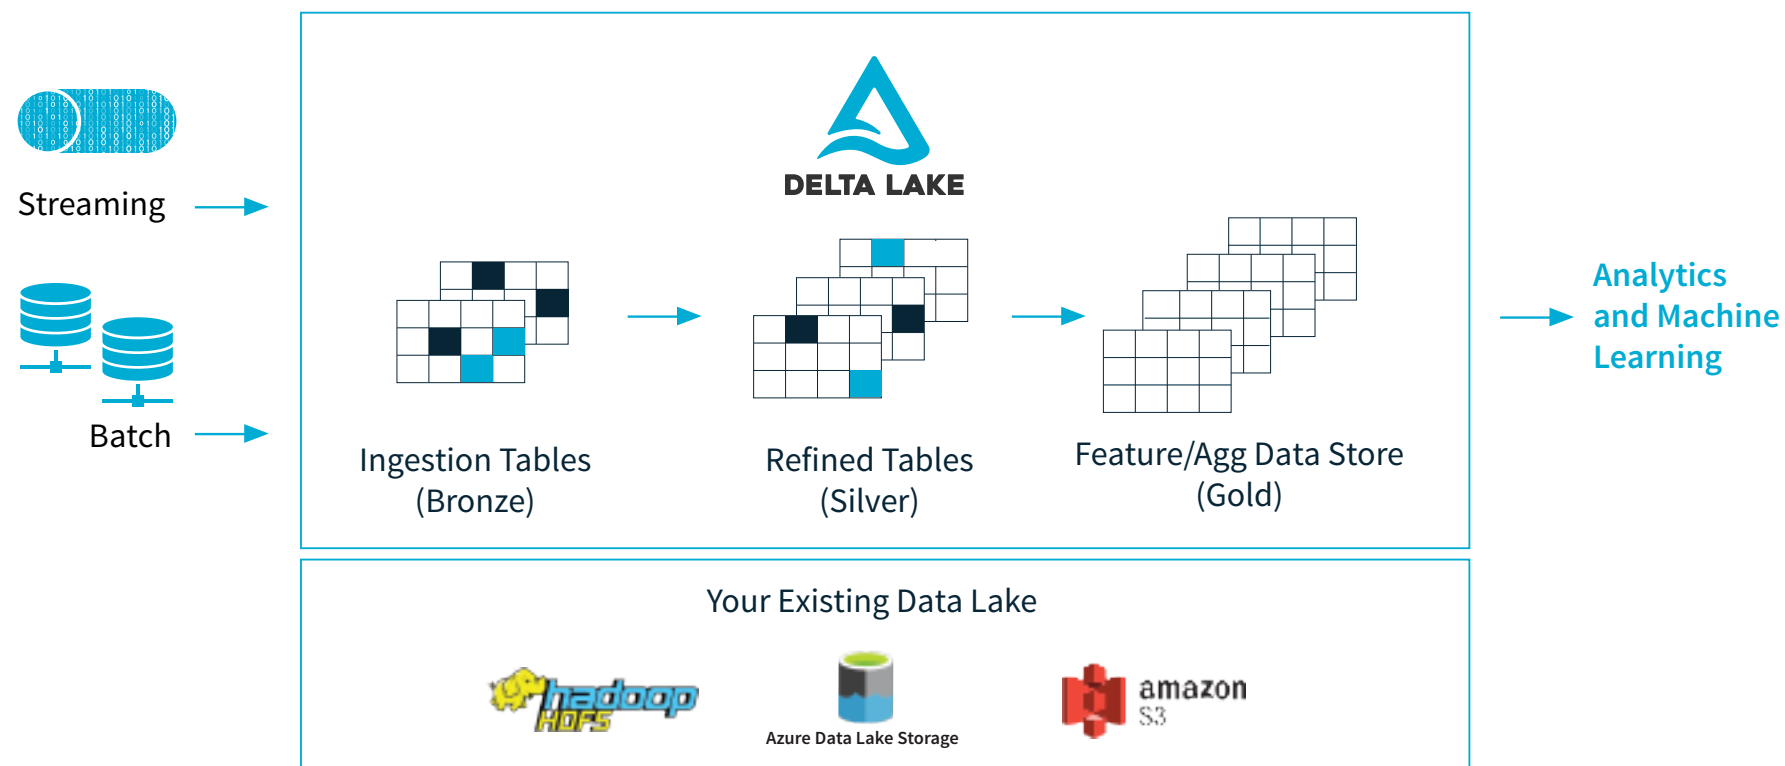 DELTA LAKE
Streaming
Batch
Ingestion Tables
(Bronze)
Refined Tables
(Silver)
Feature/Agg Data Store
(Gold)
Analytics
and Machine
Learning
Your Existing Data Lake
hadoop
HDFS
Azure Data Lake Storage
amazon
S3